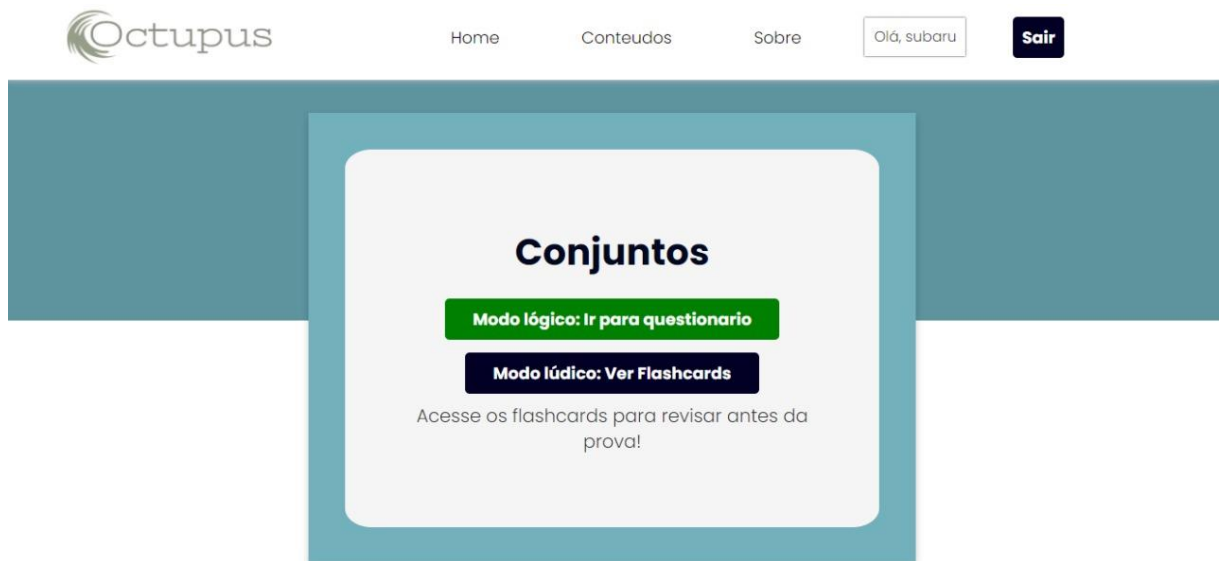 Octupus
Home
Conteudos
Sobre
Olá, subaru
Sair
Conjuntos
Modo lógico: Ir para questionario
Modo lúdico: Ver Flashcards
Acesse os flashcards para revisar antes da
prova!